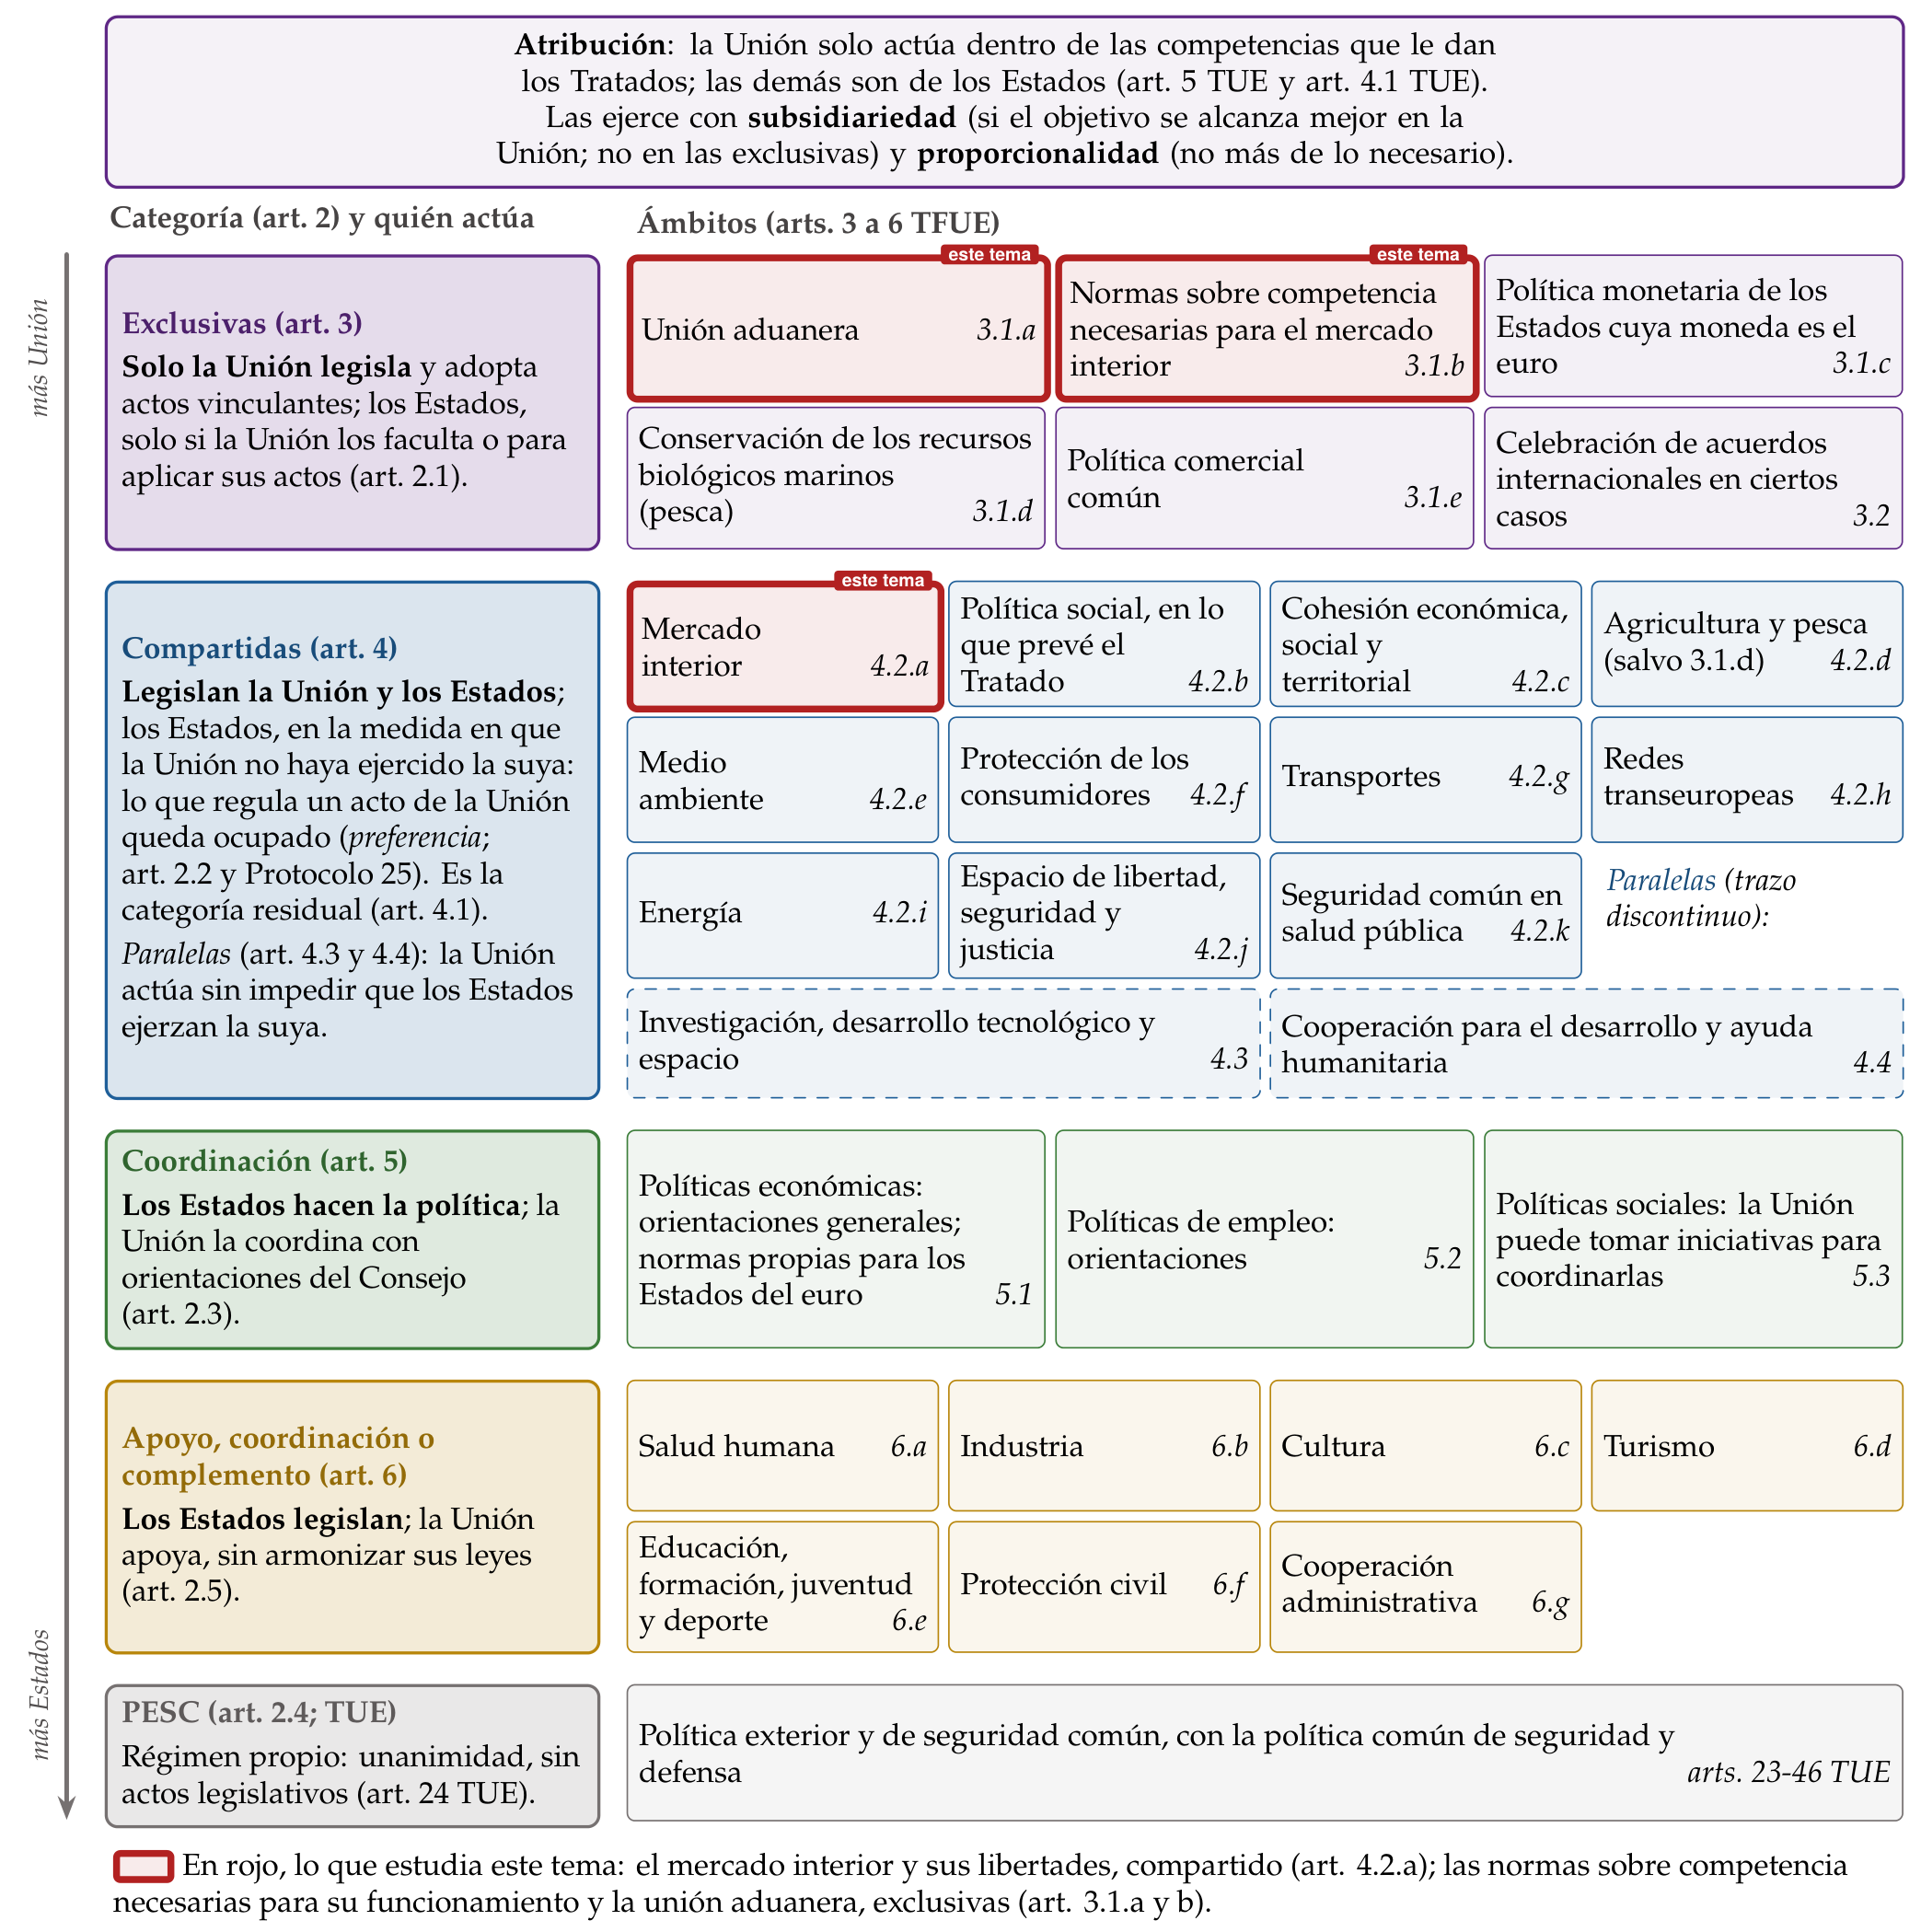 Atribución: la Unión solo actúa dentro de las competencias que le dan
los Tratados; las demás son de los Estados (art. 5 TUE y art. 4.1 TUE).
Las ejerce con subsidiariedad (si el objetivo se alcanza mejor en la
Unión; no en las exclusivas) y proporcionalidad (no más de lo necesario).
Categoría (art. 2) y quién actúa
Ámbitos (arts. 3 a 6 TFUE)
más Unión
más Estados
Exclusivas (art. 3)
Solo la Unión legisla y adopta
actos vinculantes; los Estados,
solo si la Unión los faculta o para
aplicar sus actos (art. 2.1).
este tema
Unión aduanera 3.1.a
este tema
Normas sobre competencia
necesarias para el mercado
interior 3.1.b
Política monetaria de los
Estados cuya moneda es el
euro 3.1.c
Conservación de los recursos
biológicos marinos
(pesca) 3.1.d
Política comercial
común 3.1.e
Celebración de acuerdos
internacionales en ciertos
casos 3.2
Compartidas (art. 4)
Legislan la Unión y los Estados;
los Estados, en la medida en que
la Unión no haya ejercido la suya:
lo que regula un acto de la Unión
queda ocupado (preferencia;
art. 2.2 y Protocolo 25). Es la
categoría residual (art. 4.1).
Paralelas (art. 4.3 y 4.4): la Unión
actúa sin impedir que los Estados
ejerzan la suya.
este tema
Mercado
interior 4.2.a
Política social, en lo
que prevé el
Tratado 4.2.b
Cohesión económica,
social y
territorial 4.2.c
Agricultura y pesca
(salvo 3.1.d) 4.2.d
Medio
ambiente 4.2.e
Protección de los
consumidores 4.2.f
Transportes 4.2.g
Redes
transeuropeas 4.2.h
Energía 4.2.i
Espacio de libertad,
seguridad y
justicia 4.2.j
Seguridad común en
salud pública 4.2.k
Paralelas (trazo
discontinuo):
Investigación, desarrollo tecnológico y
espacio 4.3
Cooperación para el desarrollo y ayuda
humanitaria 4.4
Coordinación (art. 5)
Los Estados hacen la política; la
Unión la coordina con
orientaciones del Consejo
(art. 2.3).
Políticas económicas:
orientaciones generales;
normas propias para los
Estados del euro 5.1
Políticas de empleo:
orientaciones 5.2
Políticas sociales: la Unión
puede tomar iniciativas para
coordinarlas 5.3
Apoyo, coordinación o
complemento (art. 6)
Los Estados legislan; la Unión
apoya, sin armonizar sus leyes
(art. 2.5).
Salud humana 6.a
Industria 6.b
Cultura 6.c
Turismo 6.d
Educación,
formación, juventud
y deporte 6.e
Protección civil 6.f
Cooperación
administrativa 6.g
PESC (art. 2.4; TUE)
Régimen propio: unanimidad, sin
actos legislativos (art. 24 TUE).
Política exterior y de seguridad común, con la política común de seguridad y
defensa arts. 23-46 TUE
En rojo, lo que estudia este tema: el mercado interior y sus libertades, compartido (art. 4.2.a); las normas sobre competencia
necesarias para su funcionamiento y la unión aduanera, exclusivas (art. 3.1.a y b).